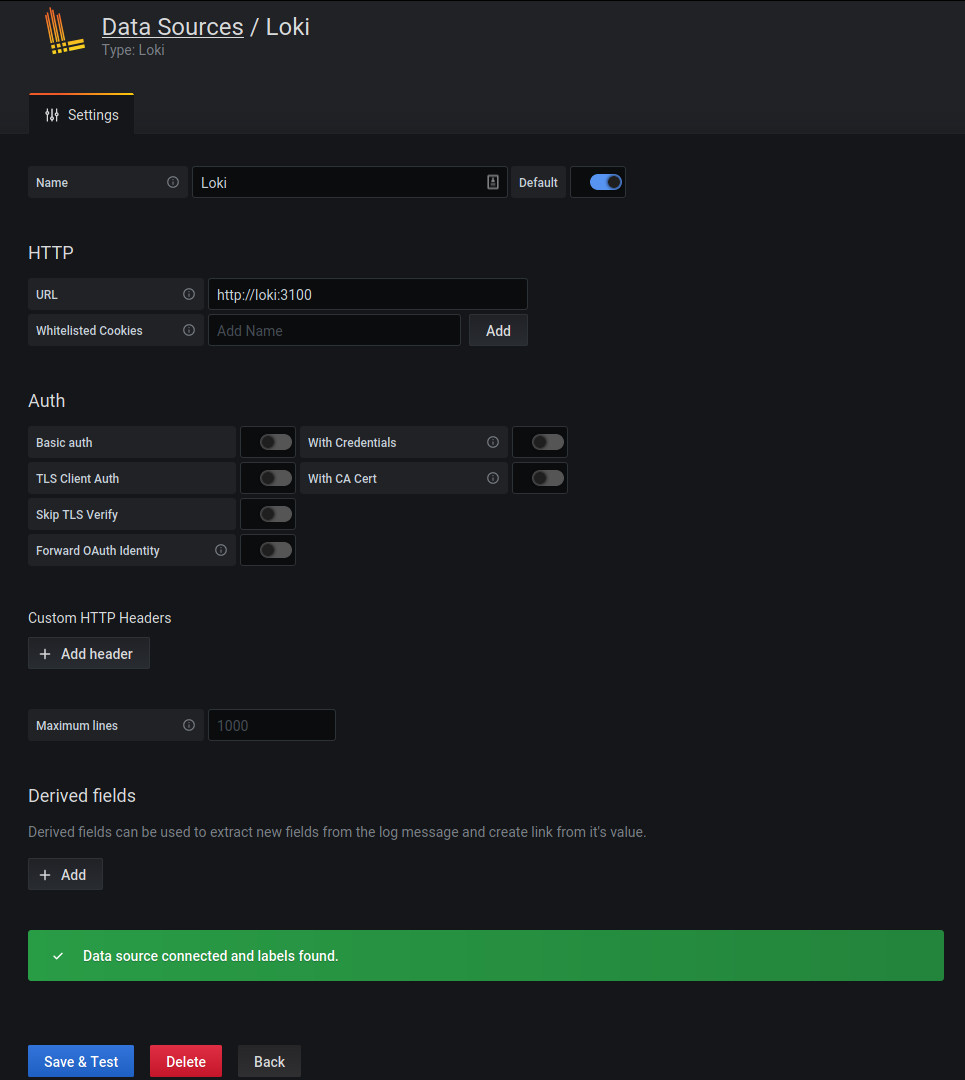 Data Sources / Loki
Type: Loki
Settings
Name Loki Default
HTTP
URL http://loki:3100
Whitelisted Cookies Add Name Add
Auth
Basic auth With Credentials
TLS Client Auth With CA Cert
Skip TLS Verify
Forward OAuth Identity
Custom HTTP Headers
+ Add header
Maximum lines 1000
Derived fields
Derived fields can be used to extract new fields from the log message and create link from it's value.
+ Add
Data source connected and labels found.
Save & Test Delete Back